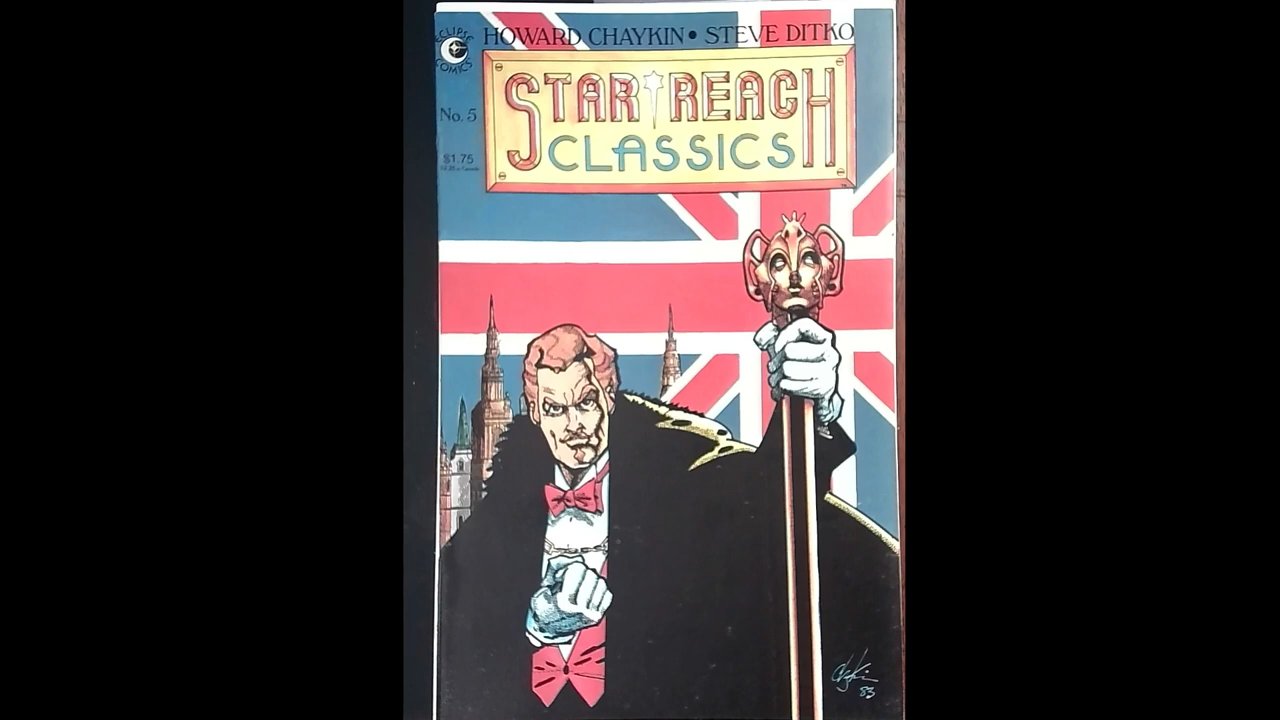 HOWARD CHAYKIN • STEVE DITKO
ECLIPSE
COMICS
STAR REACH
CLASSICS
No. 5
$1.75
Chaykin
83